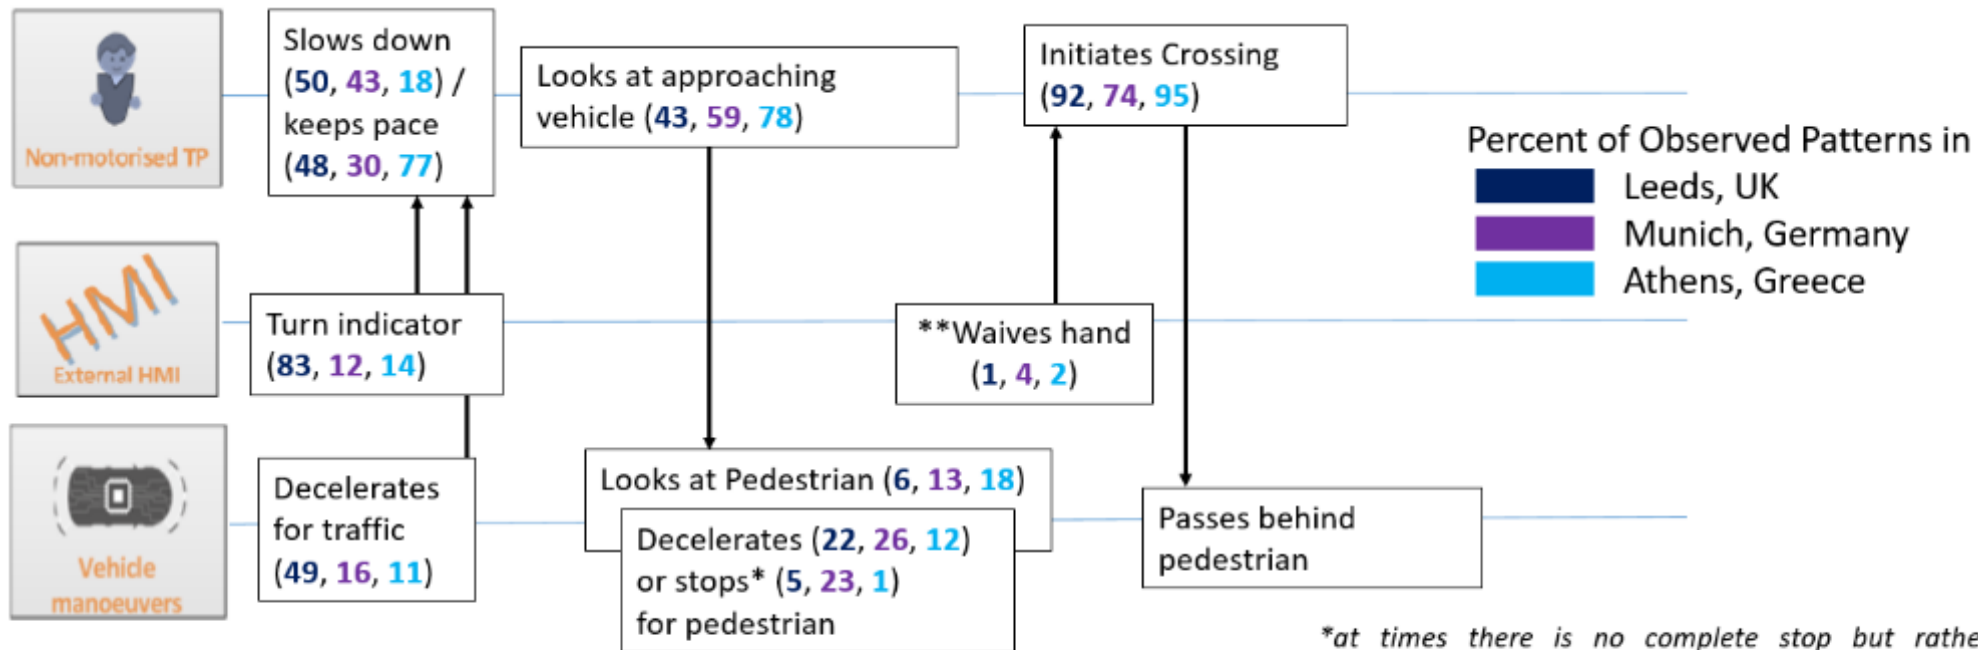 Non-motorised TP
Slows down
(50, 43, 18) /
keeps pace
(48, 30, 77)
Looks at approaching
vehicle (43, 59, 78)
Initiates Crossing
(92, 74, 95)
Percent of Observed Patterns in
Leeds, UK
Munich, Germany
Athens, Greece
HMI
External HMI
Turn indicator
(83, 12, 14)
**Waives hand
(1, 4, 2)
Vehicle
manoeuvers
Decelerates
for traffic
(49, 16, 11)
Looks at Pedestrian (6, 13, 18)
Decelerates (22, 26, 12)
or stops* (5, 23, 1)
for pedestrian
Passes behind
pedestrian
*at times there is no complete stop but rathe